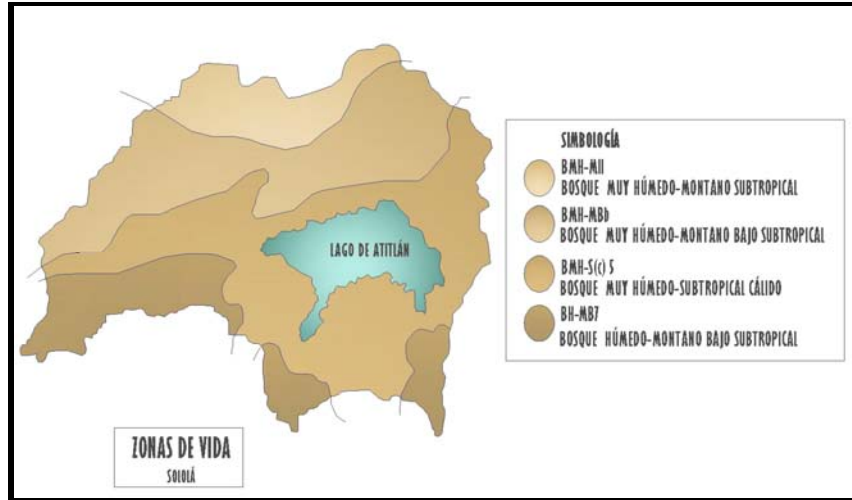 LAGO DE ATITLÁN
SIMBOLOGÍA
BMH-M11
BOSQUE MUY HÚMEDO-MONTANO SUBTROPICAL
BMH-MBb
BOSQUE MUY HÚMEDO-MONTANO BAJO SUBTROPICAL
BMH-S(c) 5
BOSQUE MUY HÚMEDO-SUBTROPICAL CÁLIDO
BH-MB7
BOSQUE HÚMEDO-MONTANO BAJO SUBTROPICAL
ZONAS DE VIDA
SOLOLÁ